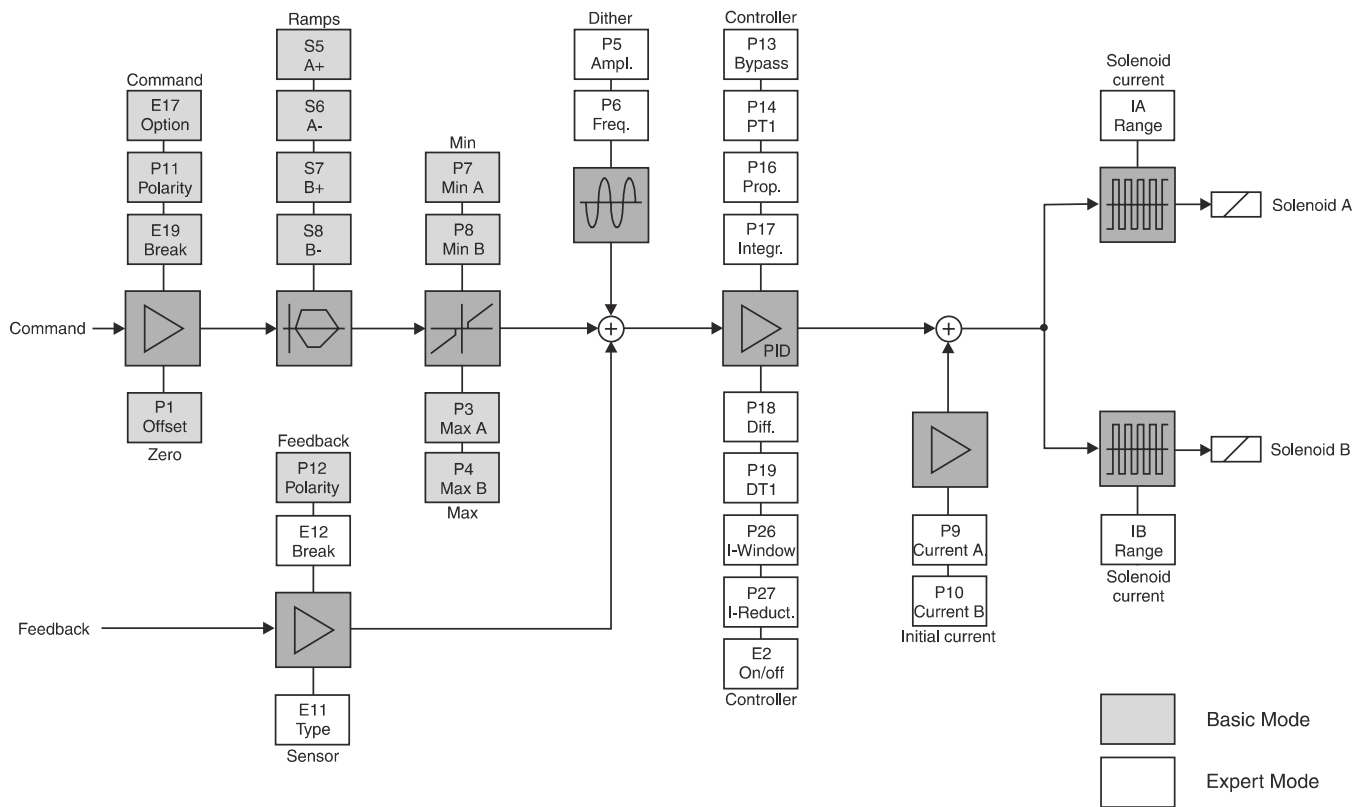 Ramps
S5
A+
S6
A-
S7
B+
S8
B-
Command
E17
Option
P11
Polarity
E19
Break
Command
P1
Offset
Zero
Min
P7
Min A
P8
Min B
P3
Max A
P4
Max B
Max
Dither
P5
Ampl.
P6
Freq.
Controller
P13
Bypass
P14
PT1
P16
Prop.
P17
Integr.
PID
P18
Diff.
P19
DT1
P26
I-Window
P27
I-Reduct.
E2
On/off
Controller
Feedback
P12
Polarity
E12
Break
Feedback
E11
Type
Sensor
P9
Current A.
P10
Current B
Initial current
Solenoid
current
IA
Range
Solenoid A
Solenoid B
IB
Range
Solenoid
current
Basic Mode
Expert Mode